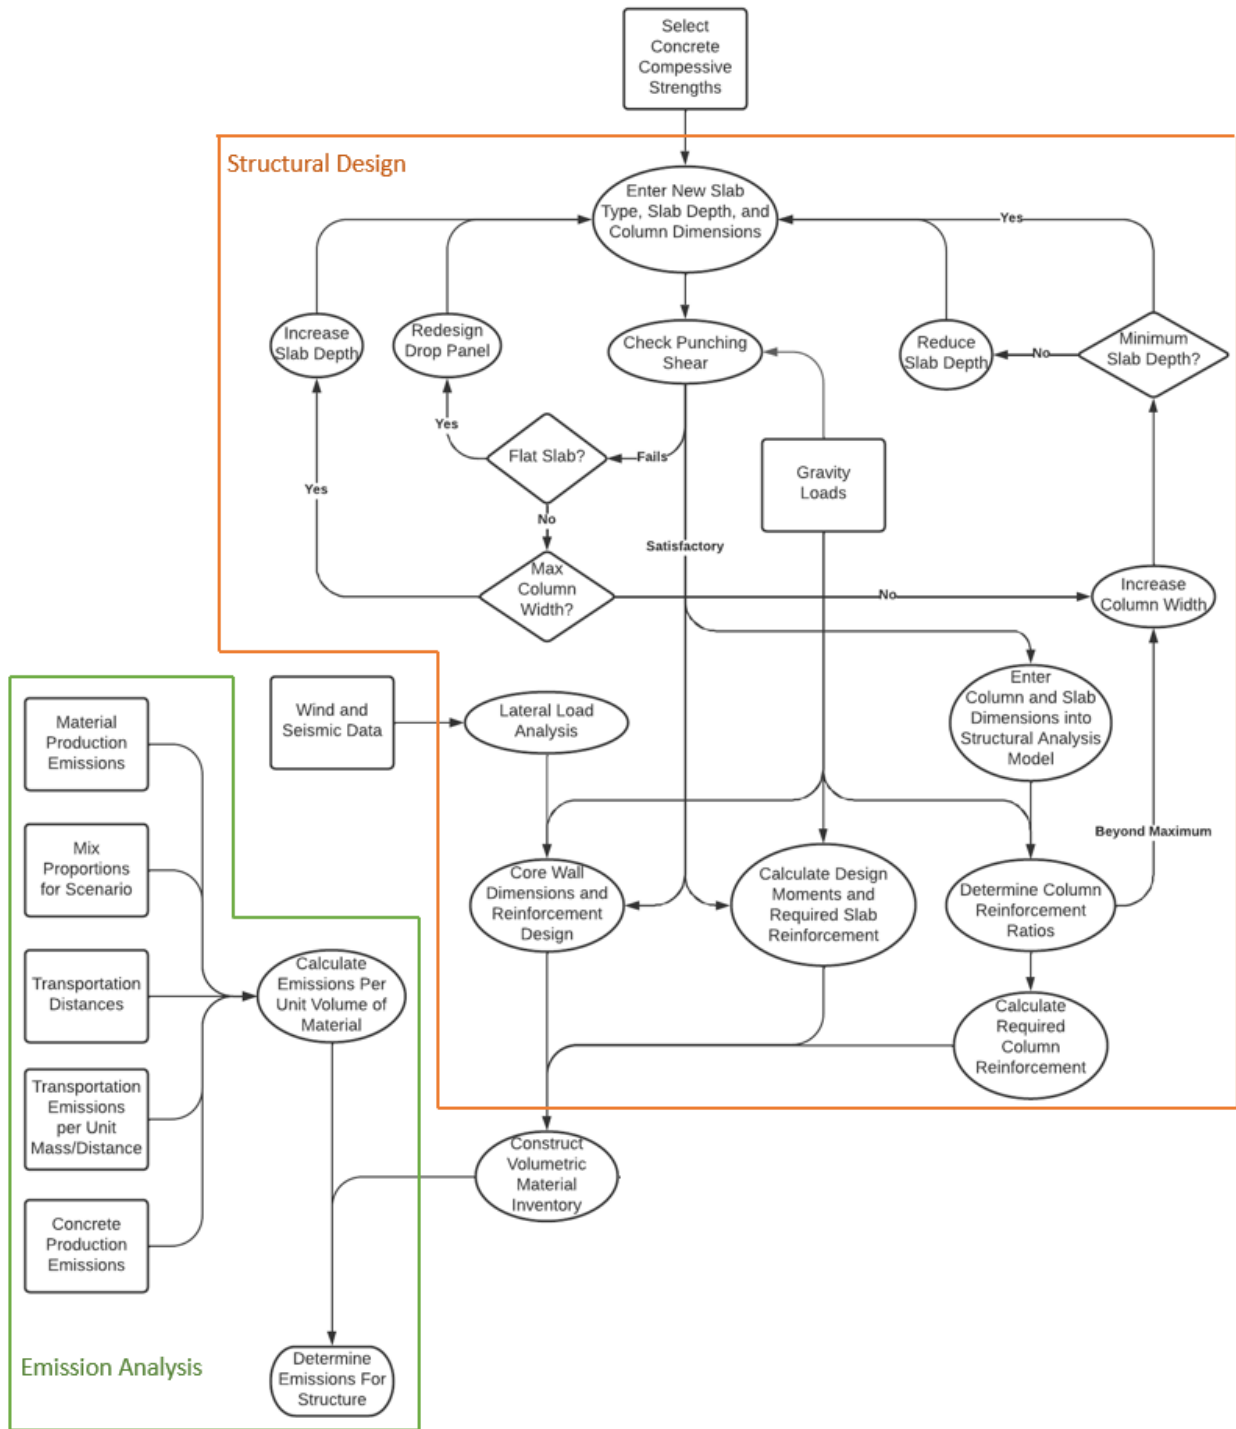 Select
Concrete
Compessive
Strengths
Structural Design
Enter New Slab
Type, Slab Depth, and
Column Dimensions
Yes
Increase
Slab Depth
Redesign
Drop Panel
Check Punching
Shear
Reduce
Slab Depth
No
Minimum
Slab Depth?
Yes
Flat Slab?
Fails
Gravity
Loads
Yes
No
Satisfactory
Max
Column
Width?
No
Increase
Column Width
Enter
Column and Slab
Dimensions into
Structural Analysis
Model
Wind and
Seismic Data
Lateral Load
Analysis
Material
Production
Emissions
Beyond Maximum
Mix
Proportions
for Scenario
Core Wall
Dimensions and
Reinforcement
Design
Calculate Design
Moments and
Required Slab
Reinforcement
Determine Column
Reinforcement
Ratios
Transportation
Distances
Calculate
Emissions Per
Unit Volume of
Material
Calculate
Required
Column
Reinforcement
Transportation
Emissions
per Unit
Mass/Distance
Construct
Volumetric
Material
Inventory
Concrete
Production
Emissions
Emission Analysis
Determine
Emissions For
Structure